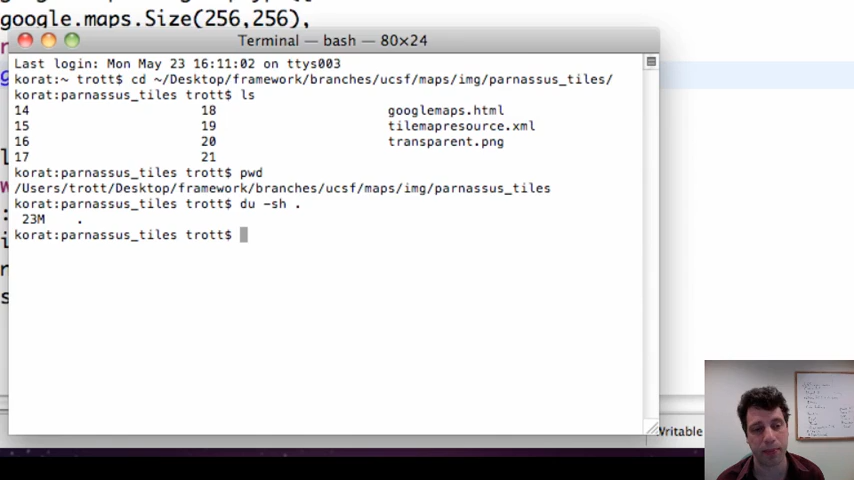 google.maps.Size(256,256),
Terminal — bash — 80×24
Last login: Mon May 23 16:11:02 on ttys003
korat:~ trott$ cd ~/Desktop/framework/branches/ucsf/maps/img/parnassus_tiles/
korat:parnassus_tiles trott$ ls
14 18 googlemaps.html
15 19 tilemapresource.xml
16 20 transparent.png
17 21
korat:parnassus_tiles trott$ pwd
/Users/trott/Desktop/framework/branches/ucsf/maps/img/parnassus_tiles
korat:parnassus_tiles trott$ du -sh .
23M .
korat:parnassus_tiles trott$
Writable